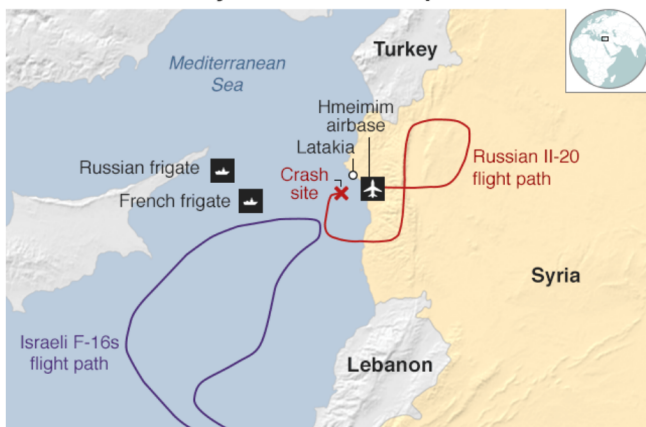 Turkey
Mediterranean
Sea
Hmeimim
airbase
Latakia
Russian frigate
Crash
site
Russian Il-20
flight path
French frigate
Syria
Israeli F-16s
flight path
Lebanon